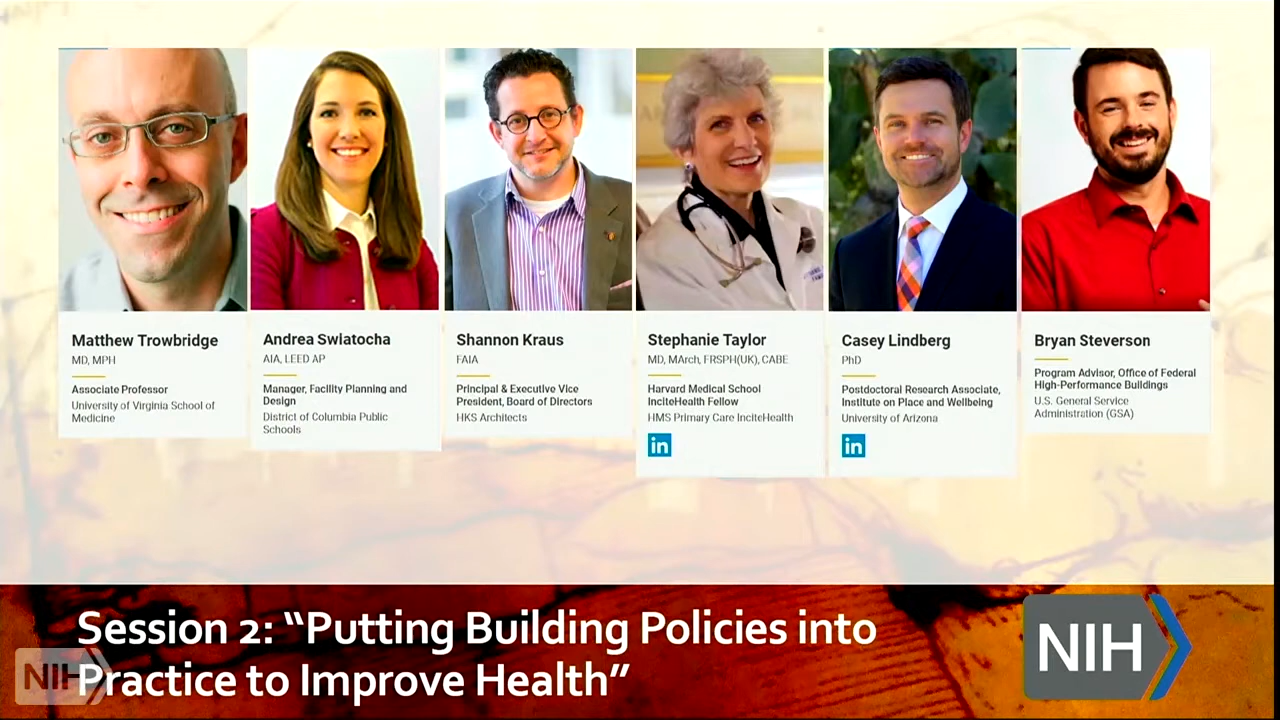 Matthew Trowbridge
MD, MPH
Associate Professor
University of Virginia School of
Medicine
Andrea Swlatocha
AIA, LEED AP
Manager, Facility Planning and
Design
District of Columbia Public
Schools
Shannon Kraus
FAIA
Principal & Executive Vice
President, Board of Directors
HKS Architects
Stephanie Taylor
MD, MArch, FRSPH(UK), CABE
Harvard Medical School
InciteHealth Fellow
HMS Primary Care InciteHealth
in
Casey Lindberg
PhD
Postdoctoral Research Associate,
Institute on Place and Wellbeing
University of Arizona
in
Bryan Steverson
Program Advisor, Office of Federal
High-Performance Buildings
U.S. General Service
Administration (GSA)
Session 2: “Putting Building Policies into
Practice to Improve Health”
NIH
NIH